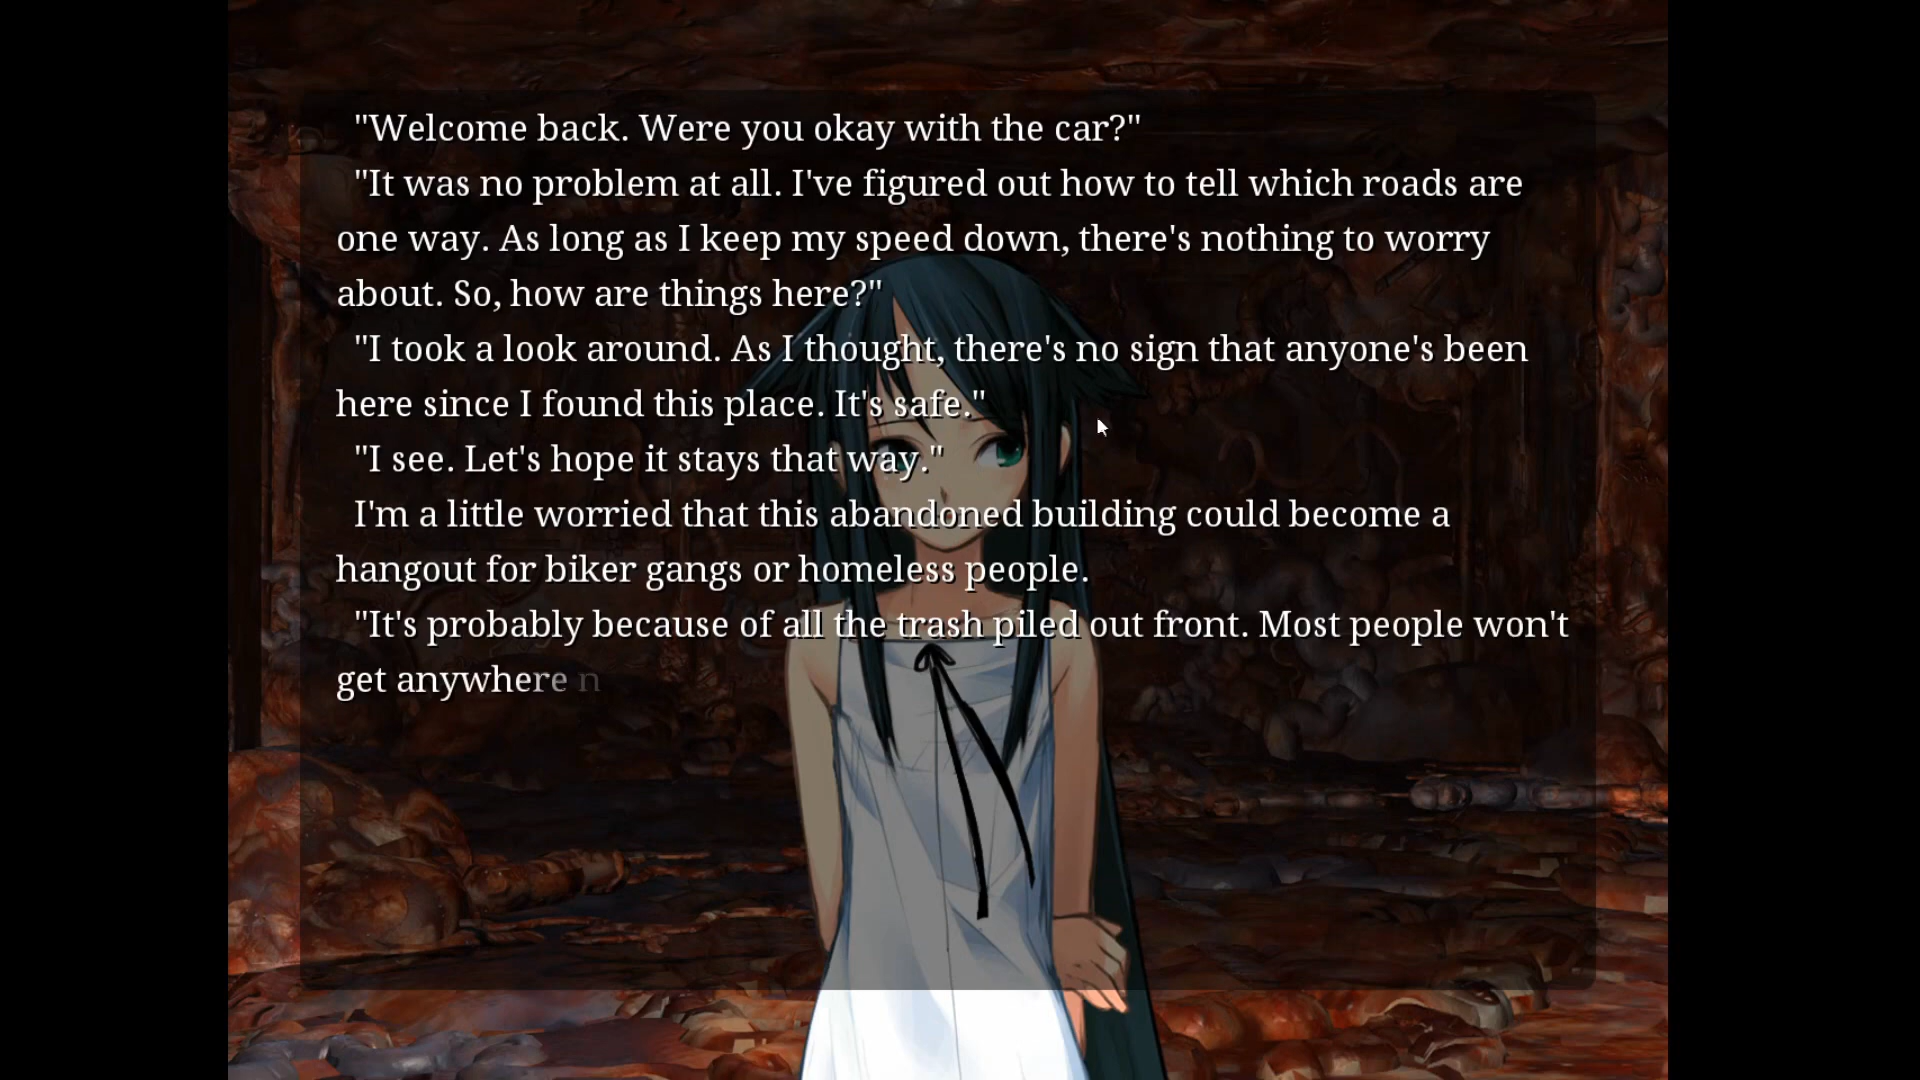 "Welcome back. Were you okay with the car?"
"It was no problem at all. I've figured out how to tell which roads are
one way. As long as I keep my speed down, there's nothing to worry
about. So, how are things here?"
"I took a look around. As I thought, there's no sign that anyone's been
here since I found this place. It's safe."
"I see. Let's hope it stays that way."
I'm a little worried that this abandoned building could become a
hangout for biker gangs or homeless people.
"It's probably because of all the trash piled out front. Most people won't
get anywhere n